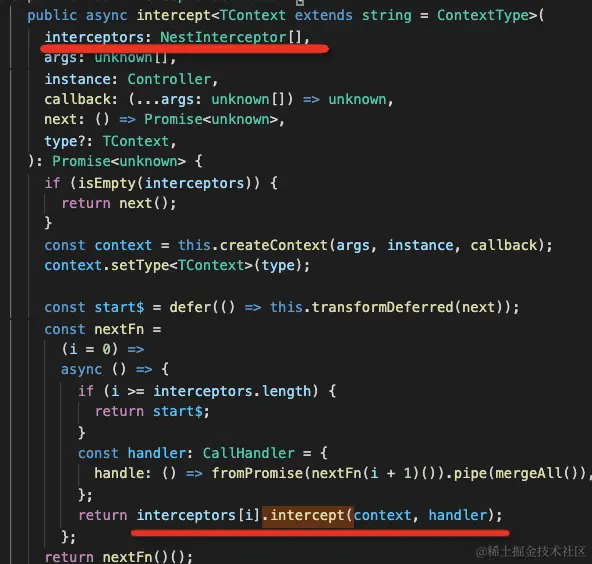 public async intercept<TContext extends string = ContextType>(
interceptors: NestInterceptor[],
args: unknown[],
instance: Controller,
callback: (...args: unknown[]) => unknown,
next: () => Promise<unknown>,
type?: TContext,
): Promise<unknown> {
if (isEmpty(interceptors)) {
return next();
}
const context = this.createContext(args, instance, callback);
context.setType<TContext>(type);
const start$ = defer(() => this.transformDeferred(next));
const nextFn =
(i = 0) =>
async () => {
if (i >= interceptors.length) {
return start$;
}
const handler: CallHandler = {
handle: () => fromPromise(nextFn(i + 1)()).pipe(mergeAll()),
};
return interceptors[i].intercept(context, handler);
};
return nextFn()();
@稀土掘金技术社区